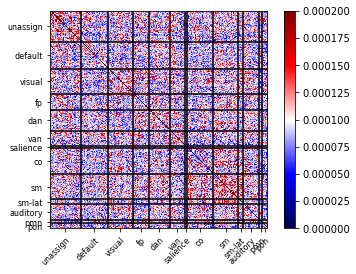 unassign
default
visual
fp
dan
van
salience
co
sm
sm-lat
auditory
pmn
pon
unassign
default
visual
fp
dan
van
salience
co
sm
sm-lat
auditory
0.000200
0.000175
0.000150
0.000125
0.000100
0.000075
0.000050
0.000025
0.000000